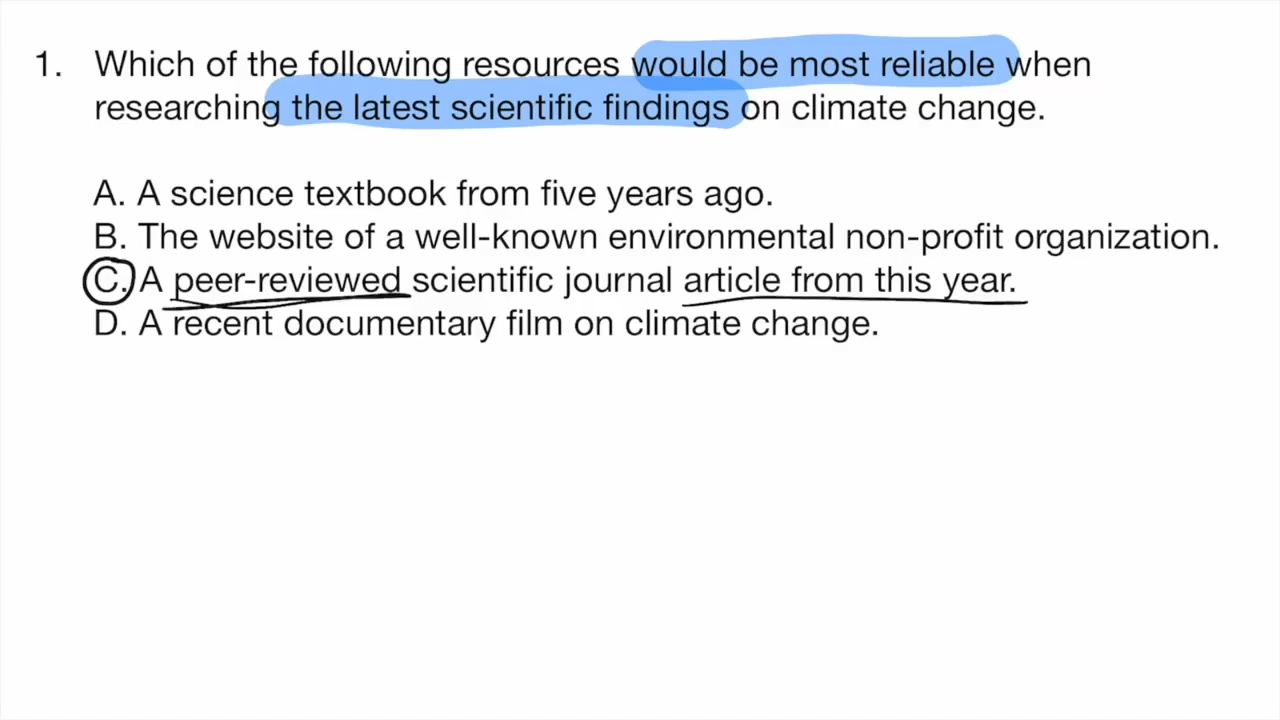 1. Which of the following resources would be most reliable when
researching the latest scientific findings on climate change.
A. A science textbook from five years ago.
B. The website of a well-known environmental non-profit organization.
C. A peer-reviewed scientific journal article from this year.
D. A recent documentary film on climate change.